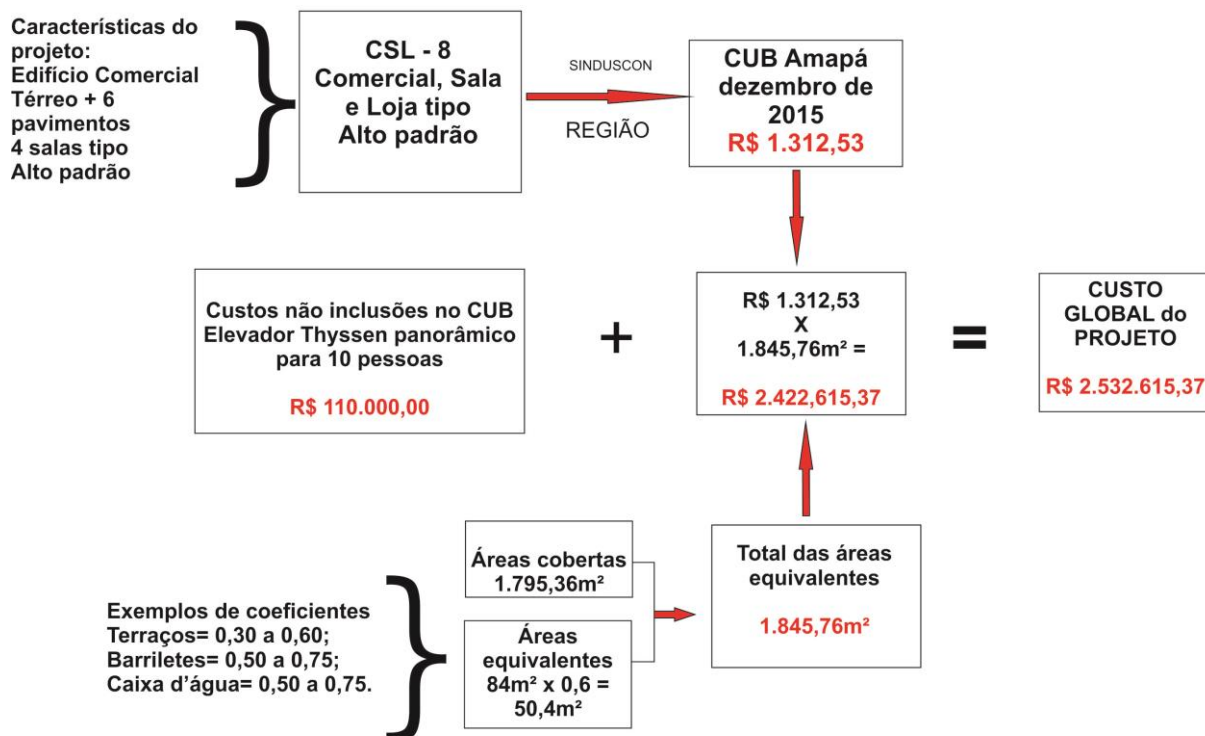 Características do
projeto:
Edifício Comercial
Térreo + 6
pavimentos
4 salas tipo
Alto padrão
CSL - 8
Comercial, Sala
e Loja tipo
Alto padrão
SINDUSCON
REGIÃO
CUB Amapá
dezembro de
2015
R$ 1.312,53
Custos não inclusões no CUB
Elevador Thyssen panorâmico
para 10 pessoas
R$ 110.000,00
+
R$ 1.312,53
X
1.845,76m² =
R$ 2.422,615,37
=
CUSTO
GLOBAL do
PROJETO
R$ 2.532.615,37
Exemplos de coeficientes
Terraços= 0,30 a 0,60;
Barriletes= 0,50 a 0,75;
Caixa d’água= 0,50 a 0,75.
Áreas cobertas
1.795,36m²
Áreas
equivalentes
84m² x 0,6 =
50,4m²
Total das áreas
equivalentes
1.845,76m²